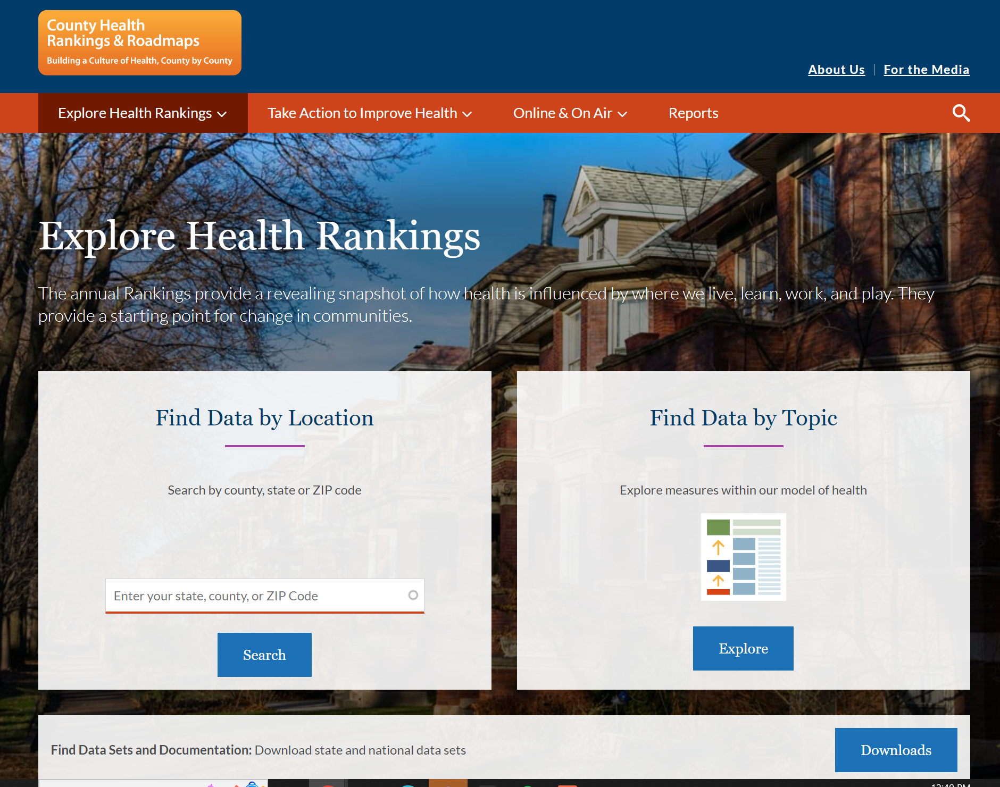 County Health
Rankings & Roadmaps
Building a Culture of Health, County by County
About Us
For the Media
Explore Health Rankings
Take Action to Improve Health
Online & On Air
Reports
Explore Health Rankings
The annual Rankings provide a revealing snapshot of how health is influenced by where we live, learn, work, and play. They
provide a starting point for change in communities.
Find Data by Location
Search by county, state or ZIP code
Enter your state, county, or ZIP Code
Search
Find Data by Topic
Explore measures within our model of health
Explore
Find Data Sets and Documentation: Download state and national data sets
Downloads